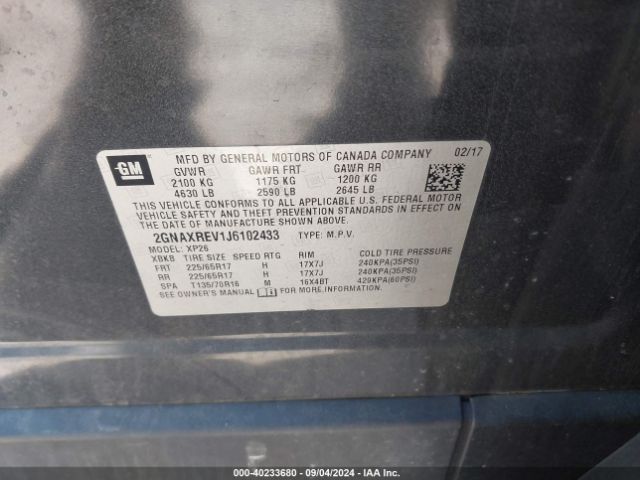 GM
MFD BY GENERAL MOTORS OF CANADA COMPANY 02/17
GVWR GAWR FRT GAWR RR
2100 KG 1175 KG 1200 KG
4630 LB 2590 LB 2645 LB
THIS VEHICLE CONFORMS TO ALL APPLICABLE U.S. FEDERAL MOTOR
VEHICLE SAFETY AND THEFT PREVENTION STANDARDS IN EFFECT ON
THE DATE OF MANUFACTURE SHOWN ABOVE.
2GNAXREV1J6102433 TYPE: M.P.V.
MODEL: XP26
XBKB TIRE SIZE SPEED RTG RIM COLD TIRE PRESSURE
FRT 225/65R17 H 17X7J 240KPA(35PSI)
RR 225/65R17 H 17X7J 240KPA(35PSI)
SPA T135/70R16 M 16X4BT 420KPA(60PSI)
SEE OWNER'S MANUAL FOR MORE INFORMATION.
© COPART - 40233680 - 09/04/2024 - IAAI.COM